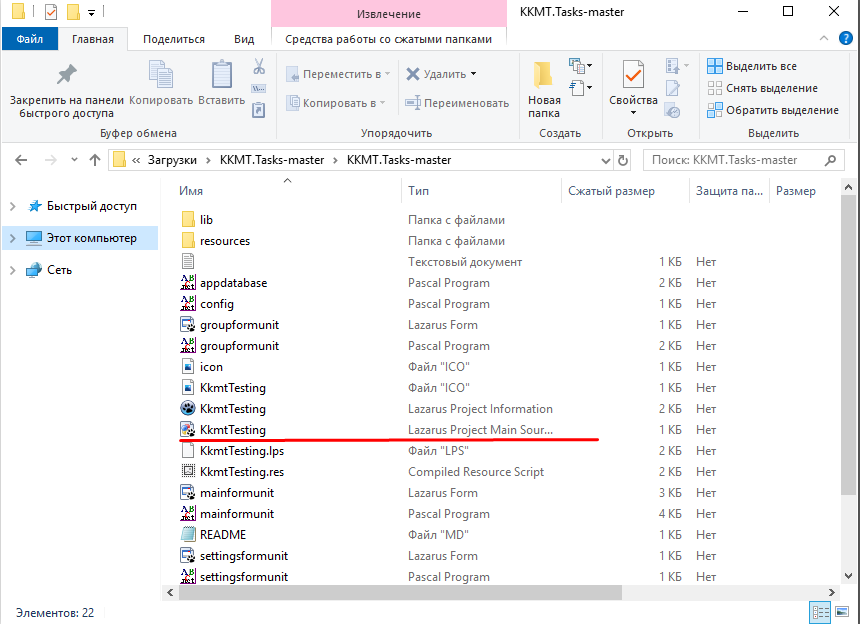 Извлечение
KKMT.Tasks-master
Файл
Главная
Поделиться
Вид
Средства работы со сжатыми папками
Закрепить на панели
быстрого доступа
Копировать
Вставить
Буфер обмена
Переместить в
Копировать в
Удалить
Переименовать
Упорядочить
Новая
папка
Создать
Свойства
Открыть
Выделить все
Снять выделение
Обратить выделение
Выделить
« Загрузки > KKMT.Tasks-master > KKMT.Tasks-master
Поиск: KKMT.Tasks-master
Быстрый доступ
Этот компьютер
Сеть
Имя Тип Сжатый размер Защита па... Размер
lib Папка с файлами
resources Папка с файлами
Текстовый документ 1 КБ Нет
appdatabase Pascal Program 2 КБ Нет
config Pascal Program 1 КБ Нет
groupformunit Lazarus Form 1 КБ Нет
groupformunit Pascal Program 2 КБ Нет
icon Файл "ICO" 1 КБ Нет
KkmtTesting Файл "ICO" 1 КБ Нет
KkmtTesting Lazarus Project Information 2 КБ Нет
KkmtTesting Lazarus Project Main Sour... 1 КБ Нет
KkmtTesting.lps Файл "LPS" 2 КБ Нет
KkmtTesting.res Compiled Resource Script 2 КБ Нет
mainformunit Lazarus Form 3 КБ Нет
mainformunit Pascal Program 4 КБ Нет
README Файл "MD" 2 КБ Нет
settingsformunit Lazarus Form 1 КБ Нет
settingsformunit Pascal Program 1 КБ Нет
Элементов: 22